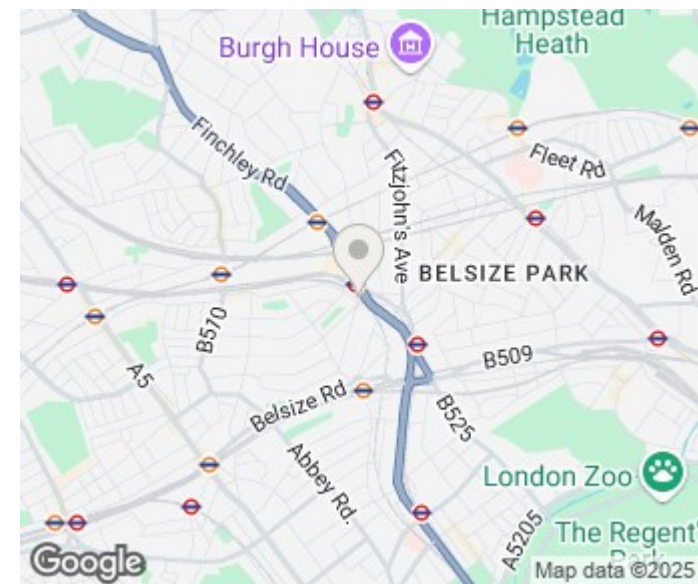 Hampstead
Heath
Burgh House
Finchley Rd
Fitzjohn's Ave
Fleet Rd
Malden Rd
BELSIZE PARK
B510
B509
A5
Belsize Rd
B525
Abbey Rd.
London Zoo
A5205
The Regent'
Park
Google
Map data ©2025